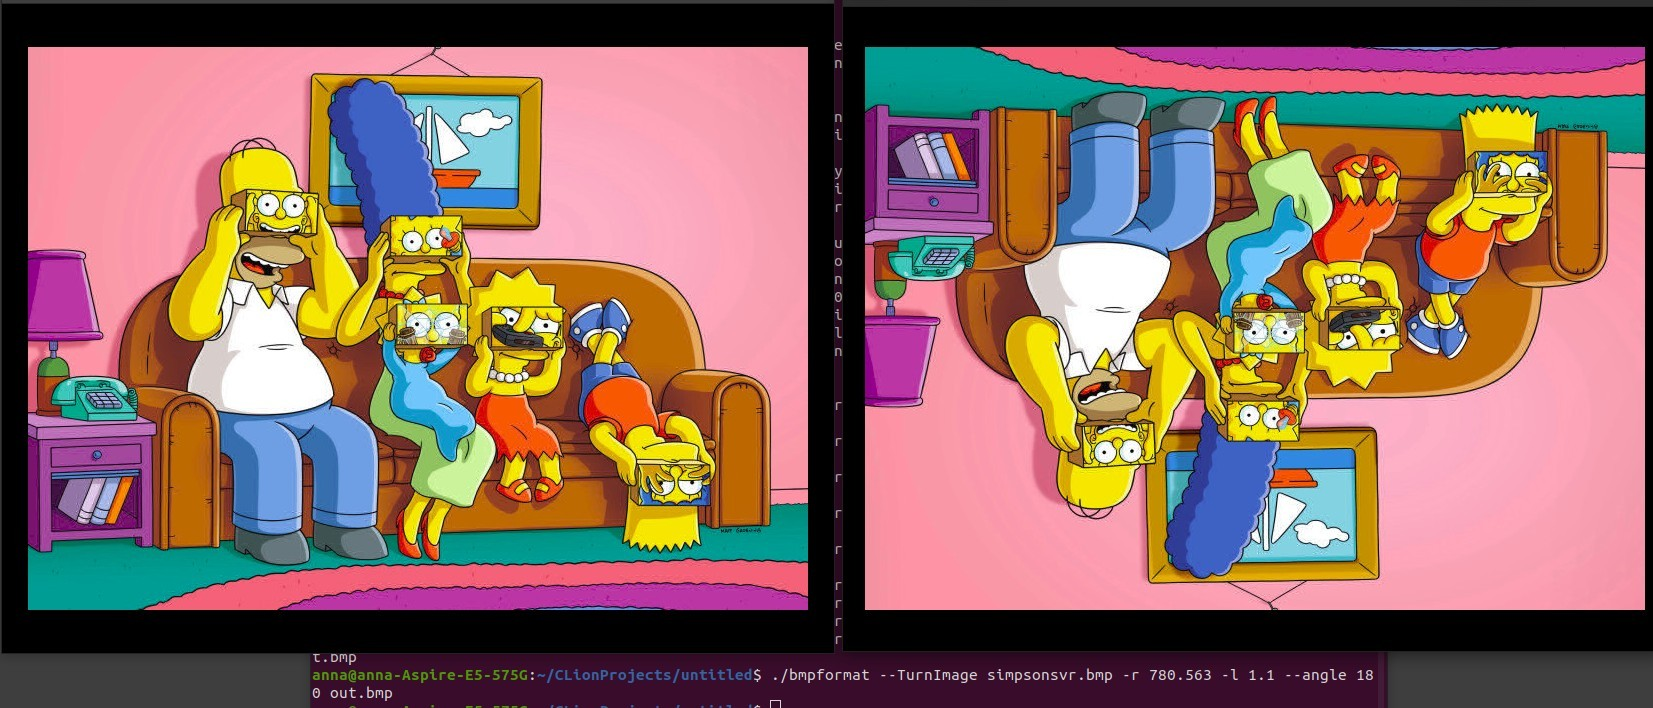 e
n
n
i
y
i
r
u
o
n
0
i
l
n
r
r
r
r
r
r
r
r
r
t.bmp
anna@anna-Aspire-E5-575G:~/CLionProjects/untitled$ ./bmpformat --TurnImage simpsonsvr.bmp -r 780.563 -l 1.1 --angle 18
0 out.bmp